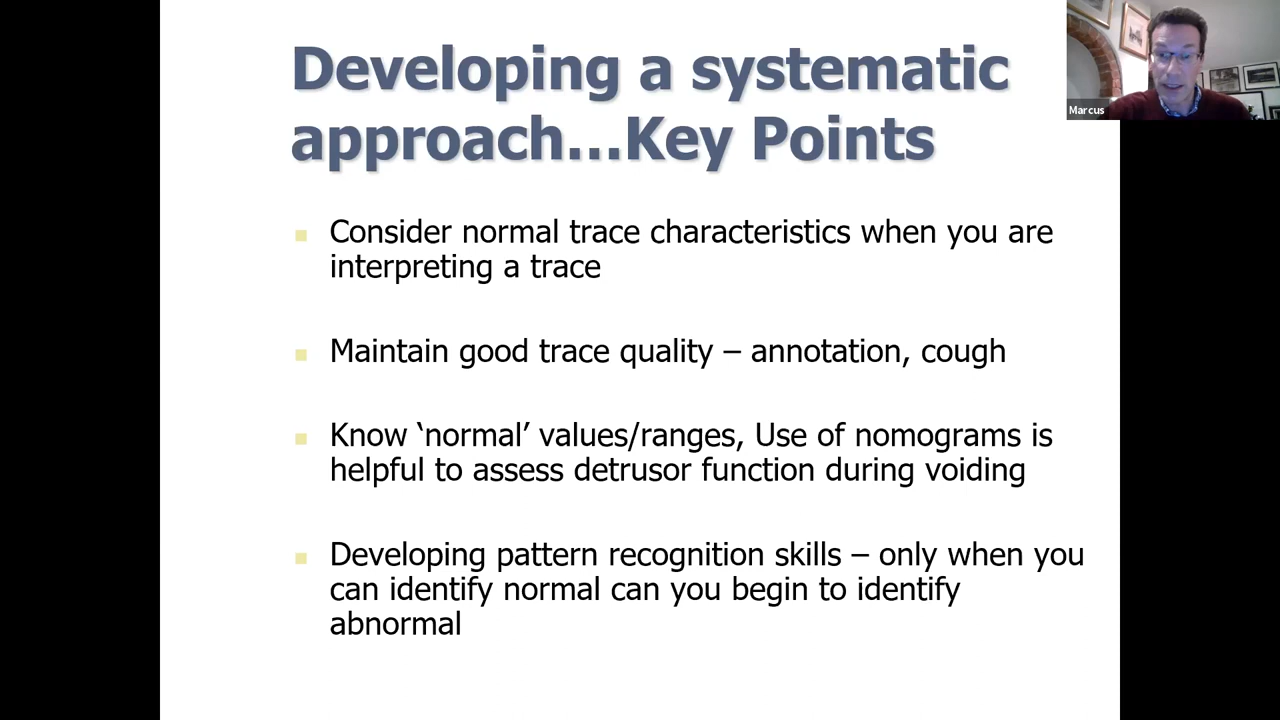 Developing a systematic
approach…Key Points
Marcus
Consider normal trace characteristics when you are
interpreting a trace
Maintain good trace quality – annotation, cough
Know ‘normal’ values/ranges, Use of nomograms is
helpful to assess detrusor function during voiding
Developing pattern recognition skills – only when you
can identify normal can you begin to identify
abnormal